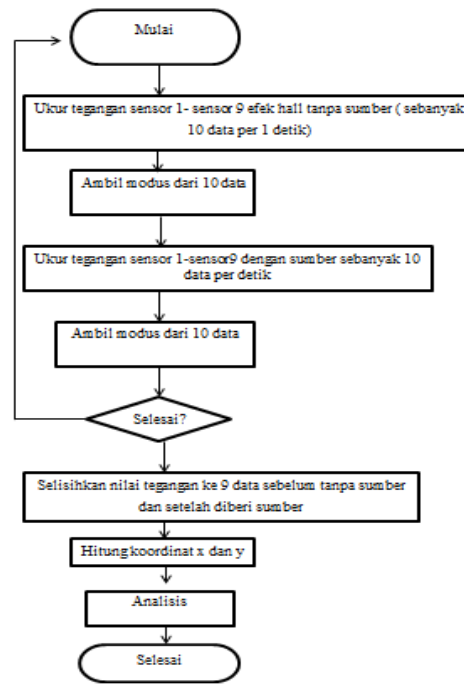 Mulai
Ukur tegangan sensor 1- sensor 9 efek hall tanpa sumber ( sebanyak
10 data per 1 detik)
Ambil modus dari 10 data
Ukur tegangan sensor 1-sensor9 dengan sumber sebanyak 10
data per detik
Ambil modus dari 10 data
Selesai?
Selisihkan nilai tegangan ke 9 data sebelum tanpa sumber
dan setelah diberi sumber
Hitung koordinat x dan y
Analisis
Selesai